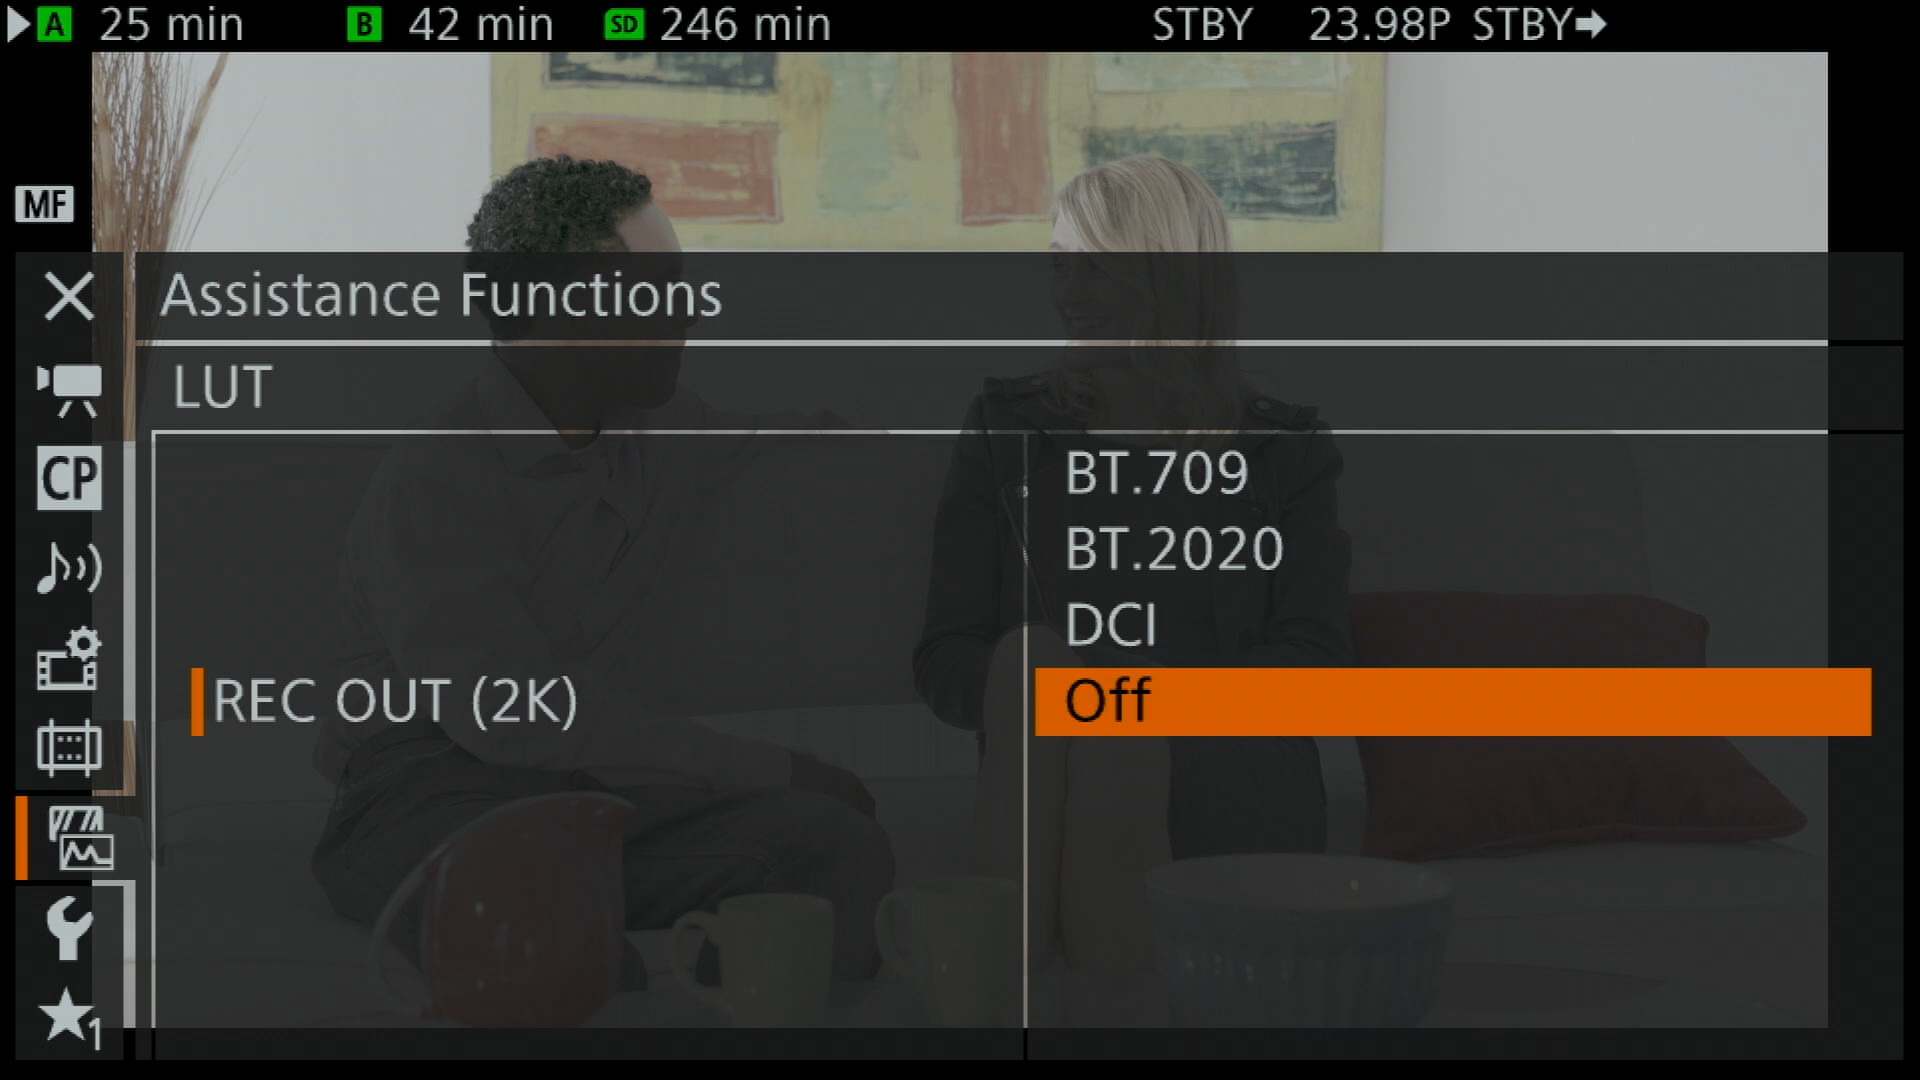 A 25 min B 42 min SD 246 min STBY 23.98P STBY
MF
Assistance Functions
LUT
CP
BT.709
BT.2020
DCI
REC OUT (2K) Off
1